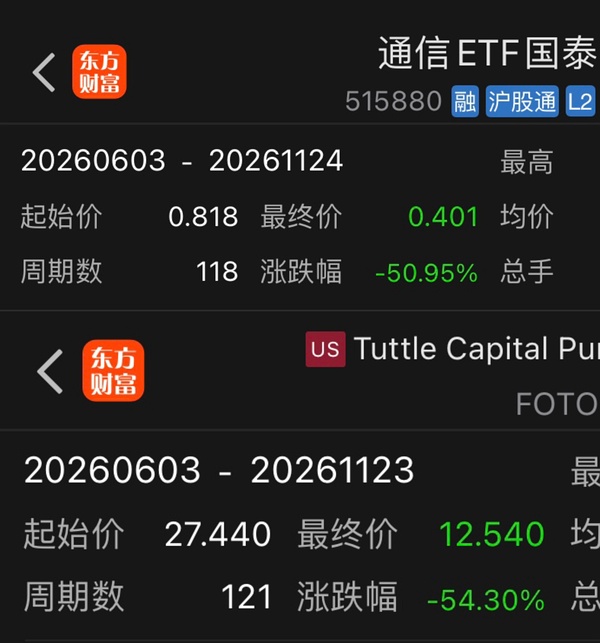 东方
财富
通信ETF国泰
515880 融 沪股通 L2
20260603 - 20261124 最高
起始价 0.818 最终价 0.401 均价
周期数 118 涨跌幅 -50.95% 总手
东方
财富
US Tuttle Capital Pu
FOTO
20260603 - 20261123 最
起始价 27.440 最终价 12.540 均
周期数 121 涨跌幅 -54.30% 总